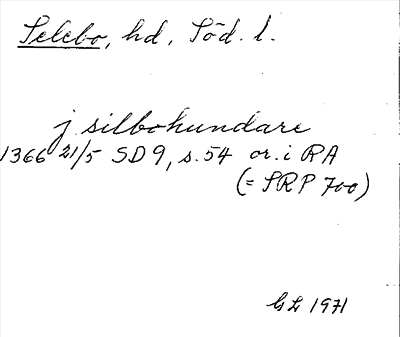 Selebo, hd, Söd. l.
j silbohundare
1366 21/5 SD 9, s. 54 or. i RA
(= SRP 700)
GL 1971